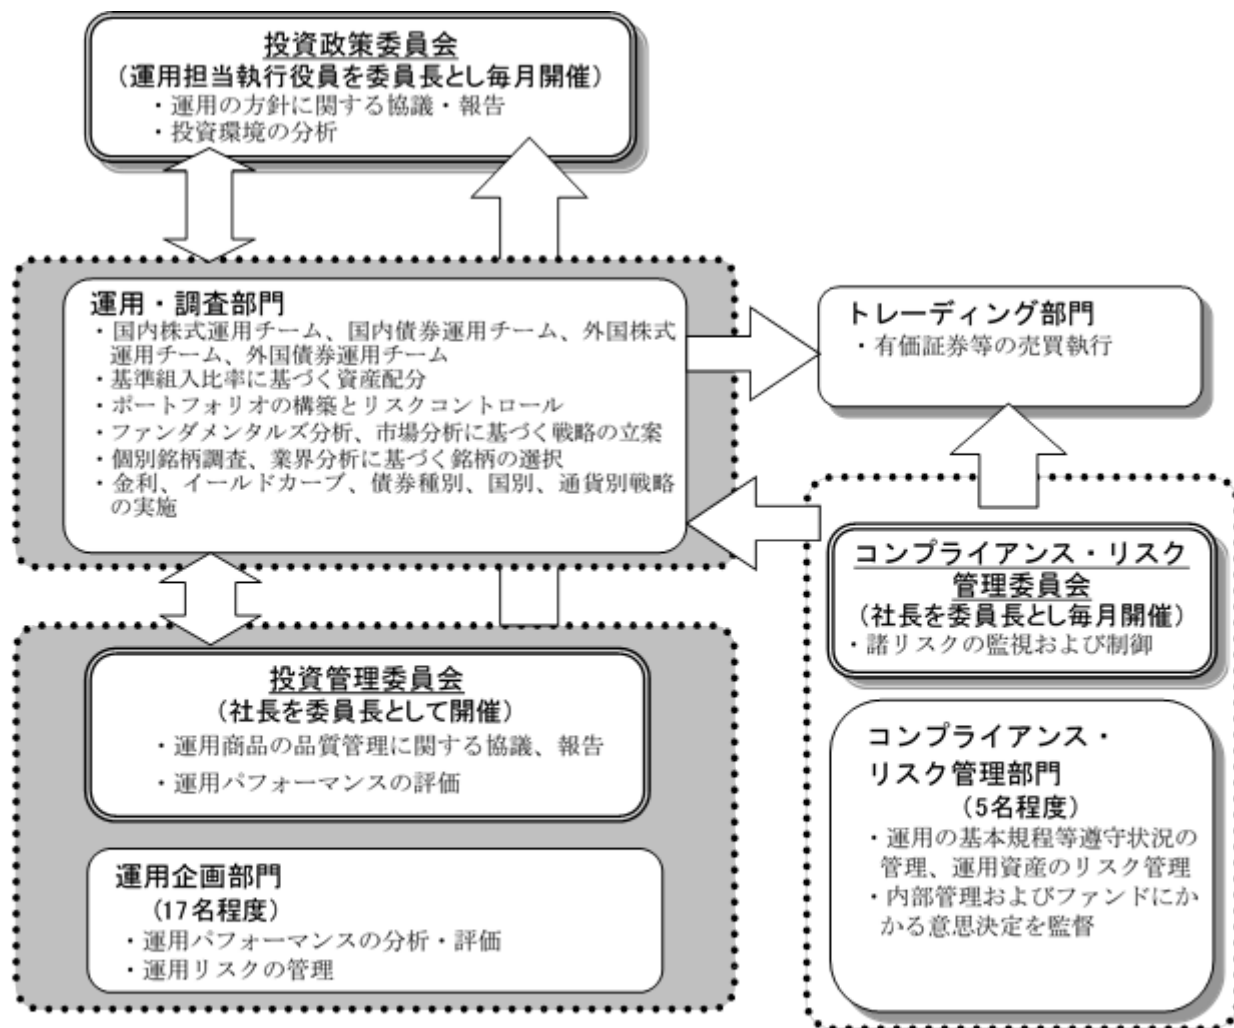 投資政策委員会
（運用担当執行役員を委員長とし毎月開催）
・運用の方針に関する協議・報告
・投資環境の分析
運用・調査部門
・国内株式運用チーム、国内債券運用チーム、外国株式
運用チーム、外国債券運用チーム
・基準組入比率に基づく資産配分
・ポートフォリオの構築とリスクコントロール
・ファンダメンタルズ分析、市場分析に基づく戦略の立案
・個別銘柄調査、業界分析に基づく銘柄の選択
・金利、イールドカーブ、債券種別、国別、通貨別戦略
の実施
トレーディング部門
・有価証券等の売買執行
コンプライアンス・リスク
管理委員会
（社長を委員長とし毎月開催）
・諸リスクの監視および制御
投資管理委員会
（社長を委員長として開催）
・運用商品の品質管理に関する協議、報告
・運用パフォーマンスの評価
運用企画部門
（17名程度）
・運用パフォーマンスの分析・評価
・運用リスクの管理
コンプライアンス・
リスク管理部門
（5名程度）
・運用の基本規程等遵守状況の
管理、運用資産のリスク管理
・内部管理およびファンドにか
かる意思決定を監督